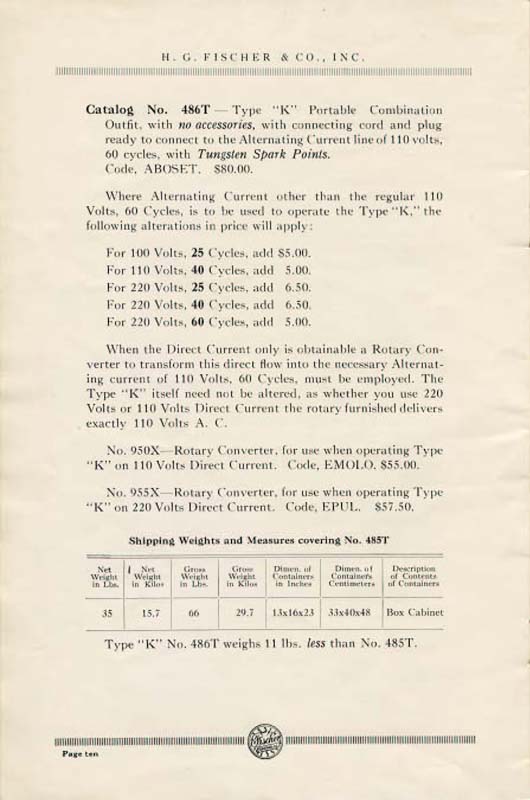 H. G. FISCHER & CO., INC.
Catalog No. 486T — Type "K" Portable Combination
Outfit, with no accessories, with connecting cord and plug
ready to connect to the Alternating Current line of 110 volts,
60 cycles, with Tungsten Spark Points.
Code, ABOSET. $80.00.
Where Alternating Current other than the regular 110
Volts, 60 Cycles, is to be used to operate the Type "K," the
following alterations in price will apply:
For 100 Volts, 25 Cycles, add $5.00.
For 110 Volts, 40 Cycles, add 5.00.
For 220 Volts, 25 Cycles, add 6.50.
For 220 Volts, 40 Cycles, add 6.50.
For 220 Volts, 60 Cycles, add 5.00.
When the Direct Current only is obtainable a Rotary Con-
verter to transform this direct flow into the necessary Alternat-
ing current of 110 Volts, 60 Cycles, must be employed. The
Type "K" itself need not be altered, as whether you use 220
Volts or 110 Volts Direct Current the rotary furnished delivers
exactly 110 Volts A. C.
No. 950X—Rotary Converter, for use when operating Type
"K" on 110 Volts Direct Current. Code, EMOLO. $55.00.
No. 955X—Rotary Converter, for use when operating Type
"K" on 220 Volts Direct Current. Code, EPUL. $57.50.
Shipping Weights and Measures covering No. 485T
Net Weight in Lbs. Net Weight in Kilos Gross Weight in Lbs. Gross Weight in Kilos Dimen. of Containers in Inches Dimen. of Containers Centimeters Description of Contents of Containers
35 15.7 66 29.7 13x16x23 33x40x48 Box Cabinet
Type "K" No. 486T weighs 11 lbs. less than No. 485T.
Fischer
Page ten